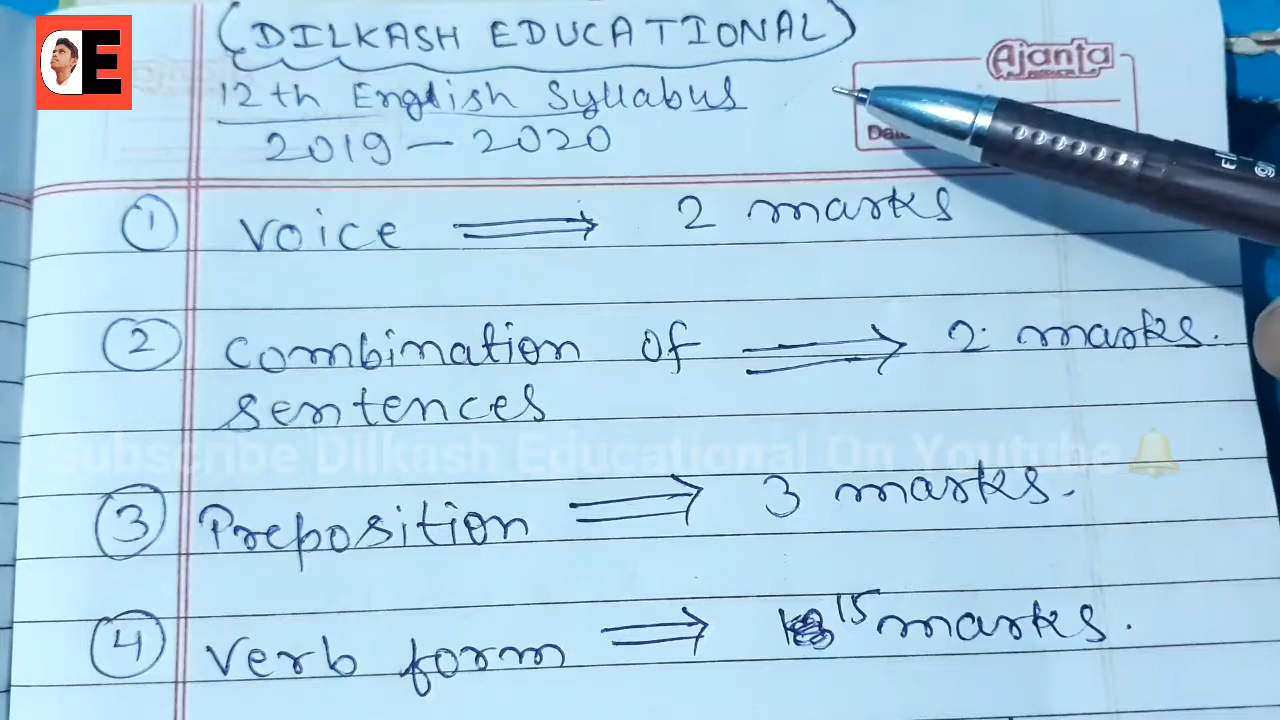 DE
(DILKASH EDUCATIONAL)
Ajanta
12th English Syllabus
2019 – 2020
① Voice ⟹ 2 marks
② Combination of ⟹ 2 marks.
sentences
Subscribe Dilkash Educational On Youtube
③ Preposition ⟹ 3 marks.
④ Verb form ⟹ 15 marks.